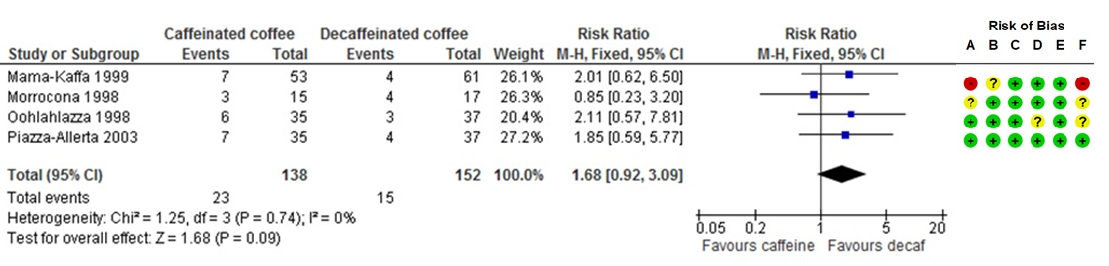 Caffeinated coffee Decaffeinated coffee Risk Ratio Risk Ratio Risk of Bias
Study or Subgroup Events Total Events Total Weight M-H, Fixed, 95% CI M-H, Fixed, 95% CI A B C D E F
Mama-Kaffa 1999 7 53 4 61 26.1% 2.01 [0.62, 6.50] - ? + + + -
Morrocona 1998 3 15 4 17 26.3% 0.85 [0.23, 3.20] ? + + + + ?
Oohlahlazza 1998 6 35 3 37 20.4% 2.11 [0.57, 7.81] + + + ? + ?
Piazza-Allerta 2003 7 35 4 37 27.2% 1.85 [0.59, 5.77] + + + + + +
Total (95% CI) 138 152 100.0% 1.68 [0.92, 3.09]
Total events 23 15
Heterogeneity: Chi² = 1.25, df = 3 (P = 0.74); I² = 0%
Test for overall effect: Z = 1.68 (P = 0.09)
0.05 0.2 1 5 20
Favours caffeine Favours decaf